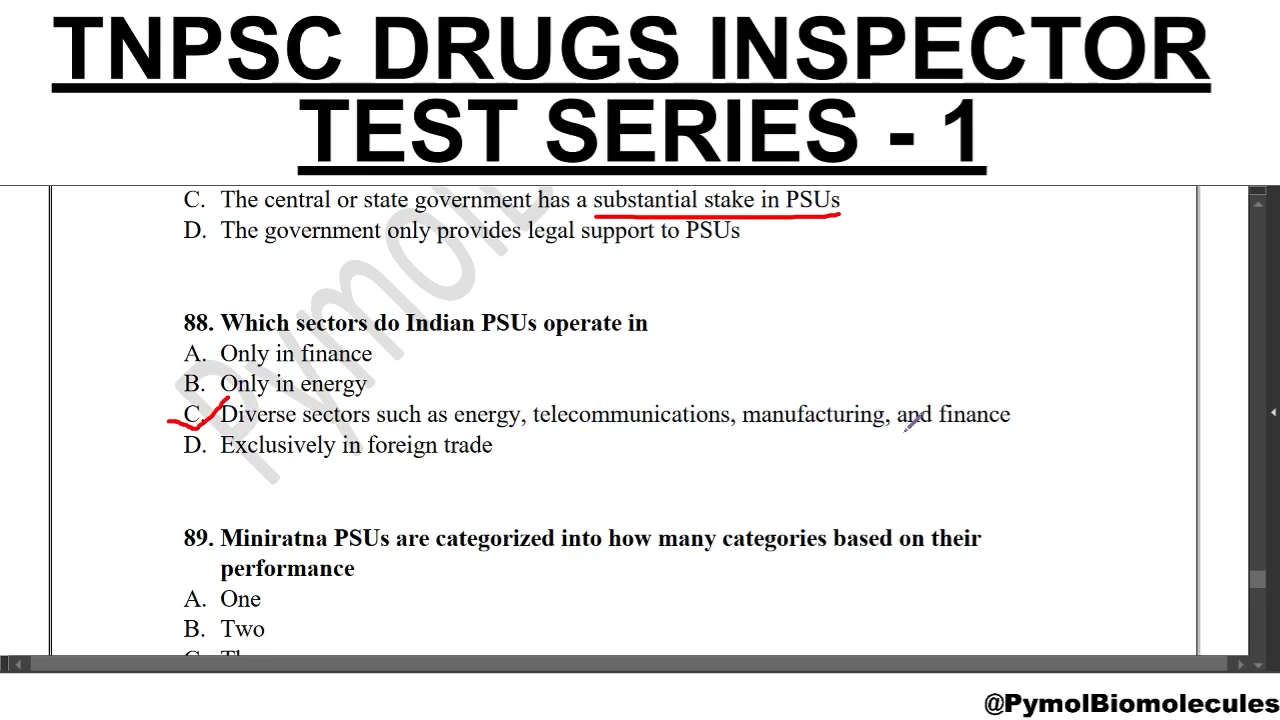 TNPSC DRUGS INSPECTOR
TEST SERIES - 1
C. The central or state government has a substantial stake in PSUs
D. The government only provides legal support to PSUs
88. Which sectors do Indian PSUs operate in
A. Only in finance
B. Only in energy
C. Diverse sectors such as energy, telecommunications, manufacturing, and finance
D. Exclusively in foreign trade
89. Miniratna PSUs are categorized into how many categories based on their
performance
A. One
B. Two
@PymolBiomolecules